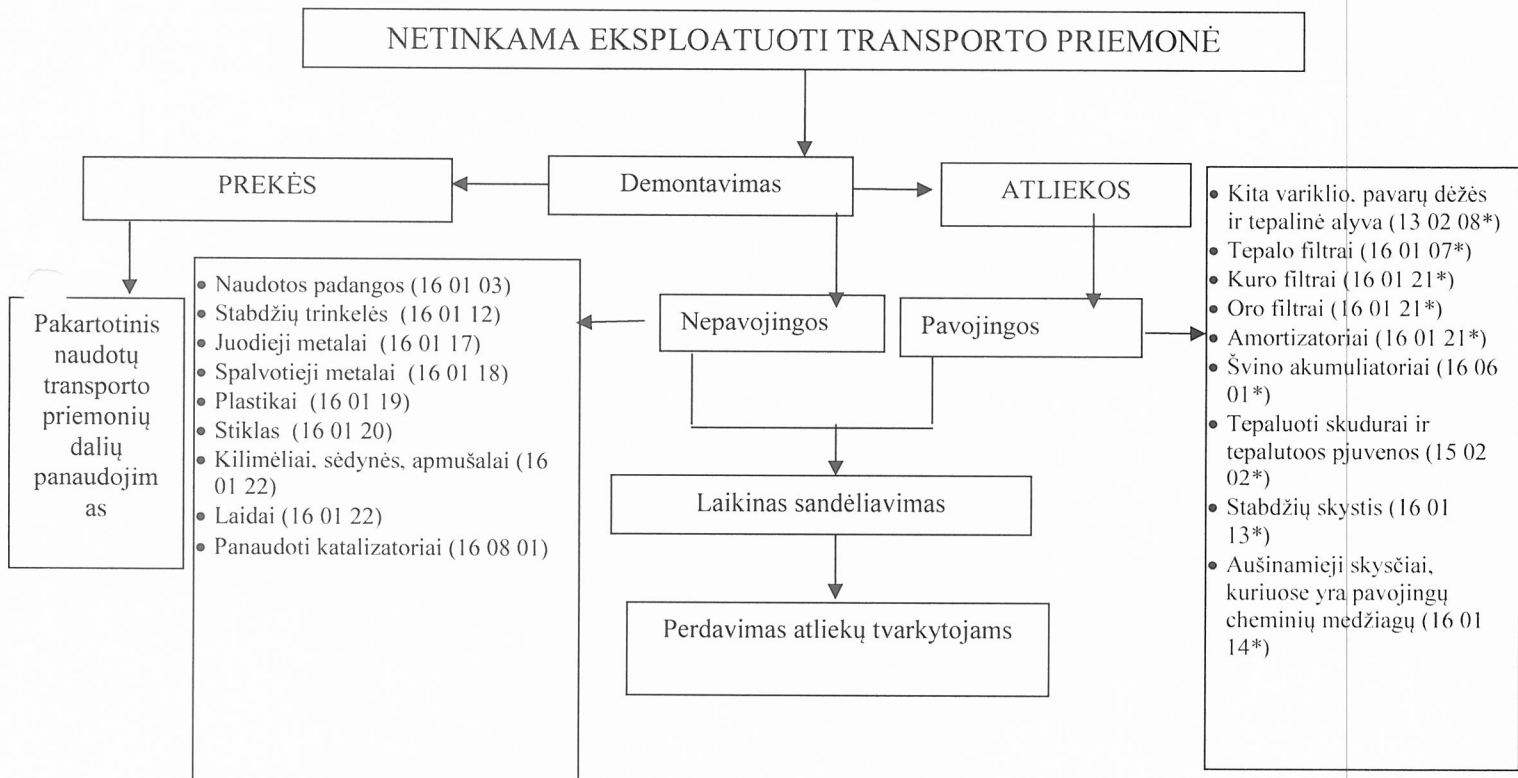 NETINKAMA EKSPLOATUOTI TRANSPORTO PRIEMONĖ
PREKĖS
Demontavimas
ATLIEKOS
Pakartotinis
naudotų
transporto
priemonių
dalių
panaudojim
as
• Naudotos padangos (16 01 03)
• Stabdžių trinkelės (16 01 12)
• Juodieji metalai (16 01 17)
• Spalvotieji metalai (16 01 18)
• Plastikai (16 01 19)
• Stiklas (16 01 20)
• Kilimėliai, sėdynės, apmušalai (16
01 22)
• Laidai (16 01 22)
• Panaudoti katalizatoriai (16 08 01)
Nepavojingos
Pavojingos
Laikinas sandėliavimas
Perdavimas atliekų tvarkytojams
• Kita variklio, pavarų dėžės
ir tepalinė alyva (13 02 08*)
• Tepalo filtrai (16 01 07*)
• Kuro filtrai (16 01 21*)
• Oro filtrai (16 01 21*)
• Amortizatoriai (16 01 21*)
• Švino akumuliatoriai (16 06
01*)
• Tepaluoti skudurai ir
tepalutoos pjuvenos (15 02
02*)
• Stabdžių skystis (16 01
13*)
• Aušinamieji skysčiai,
kuriuose yra pavojingų
cheminių medžiagų (16 01
14*)